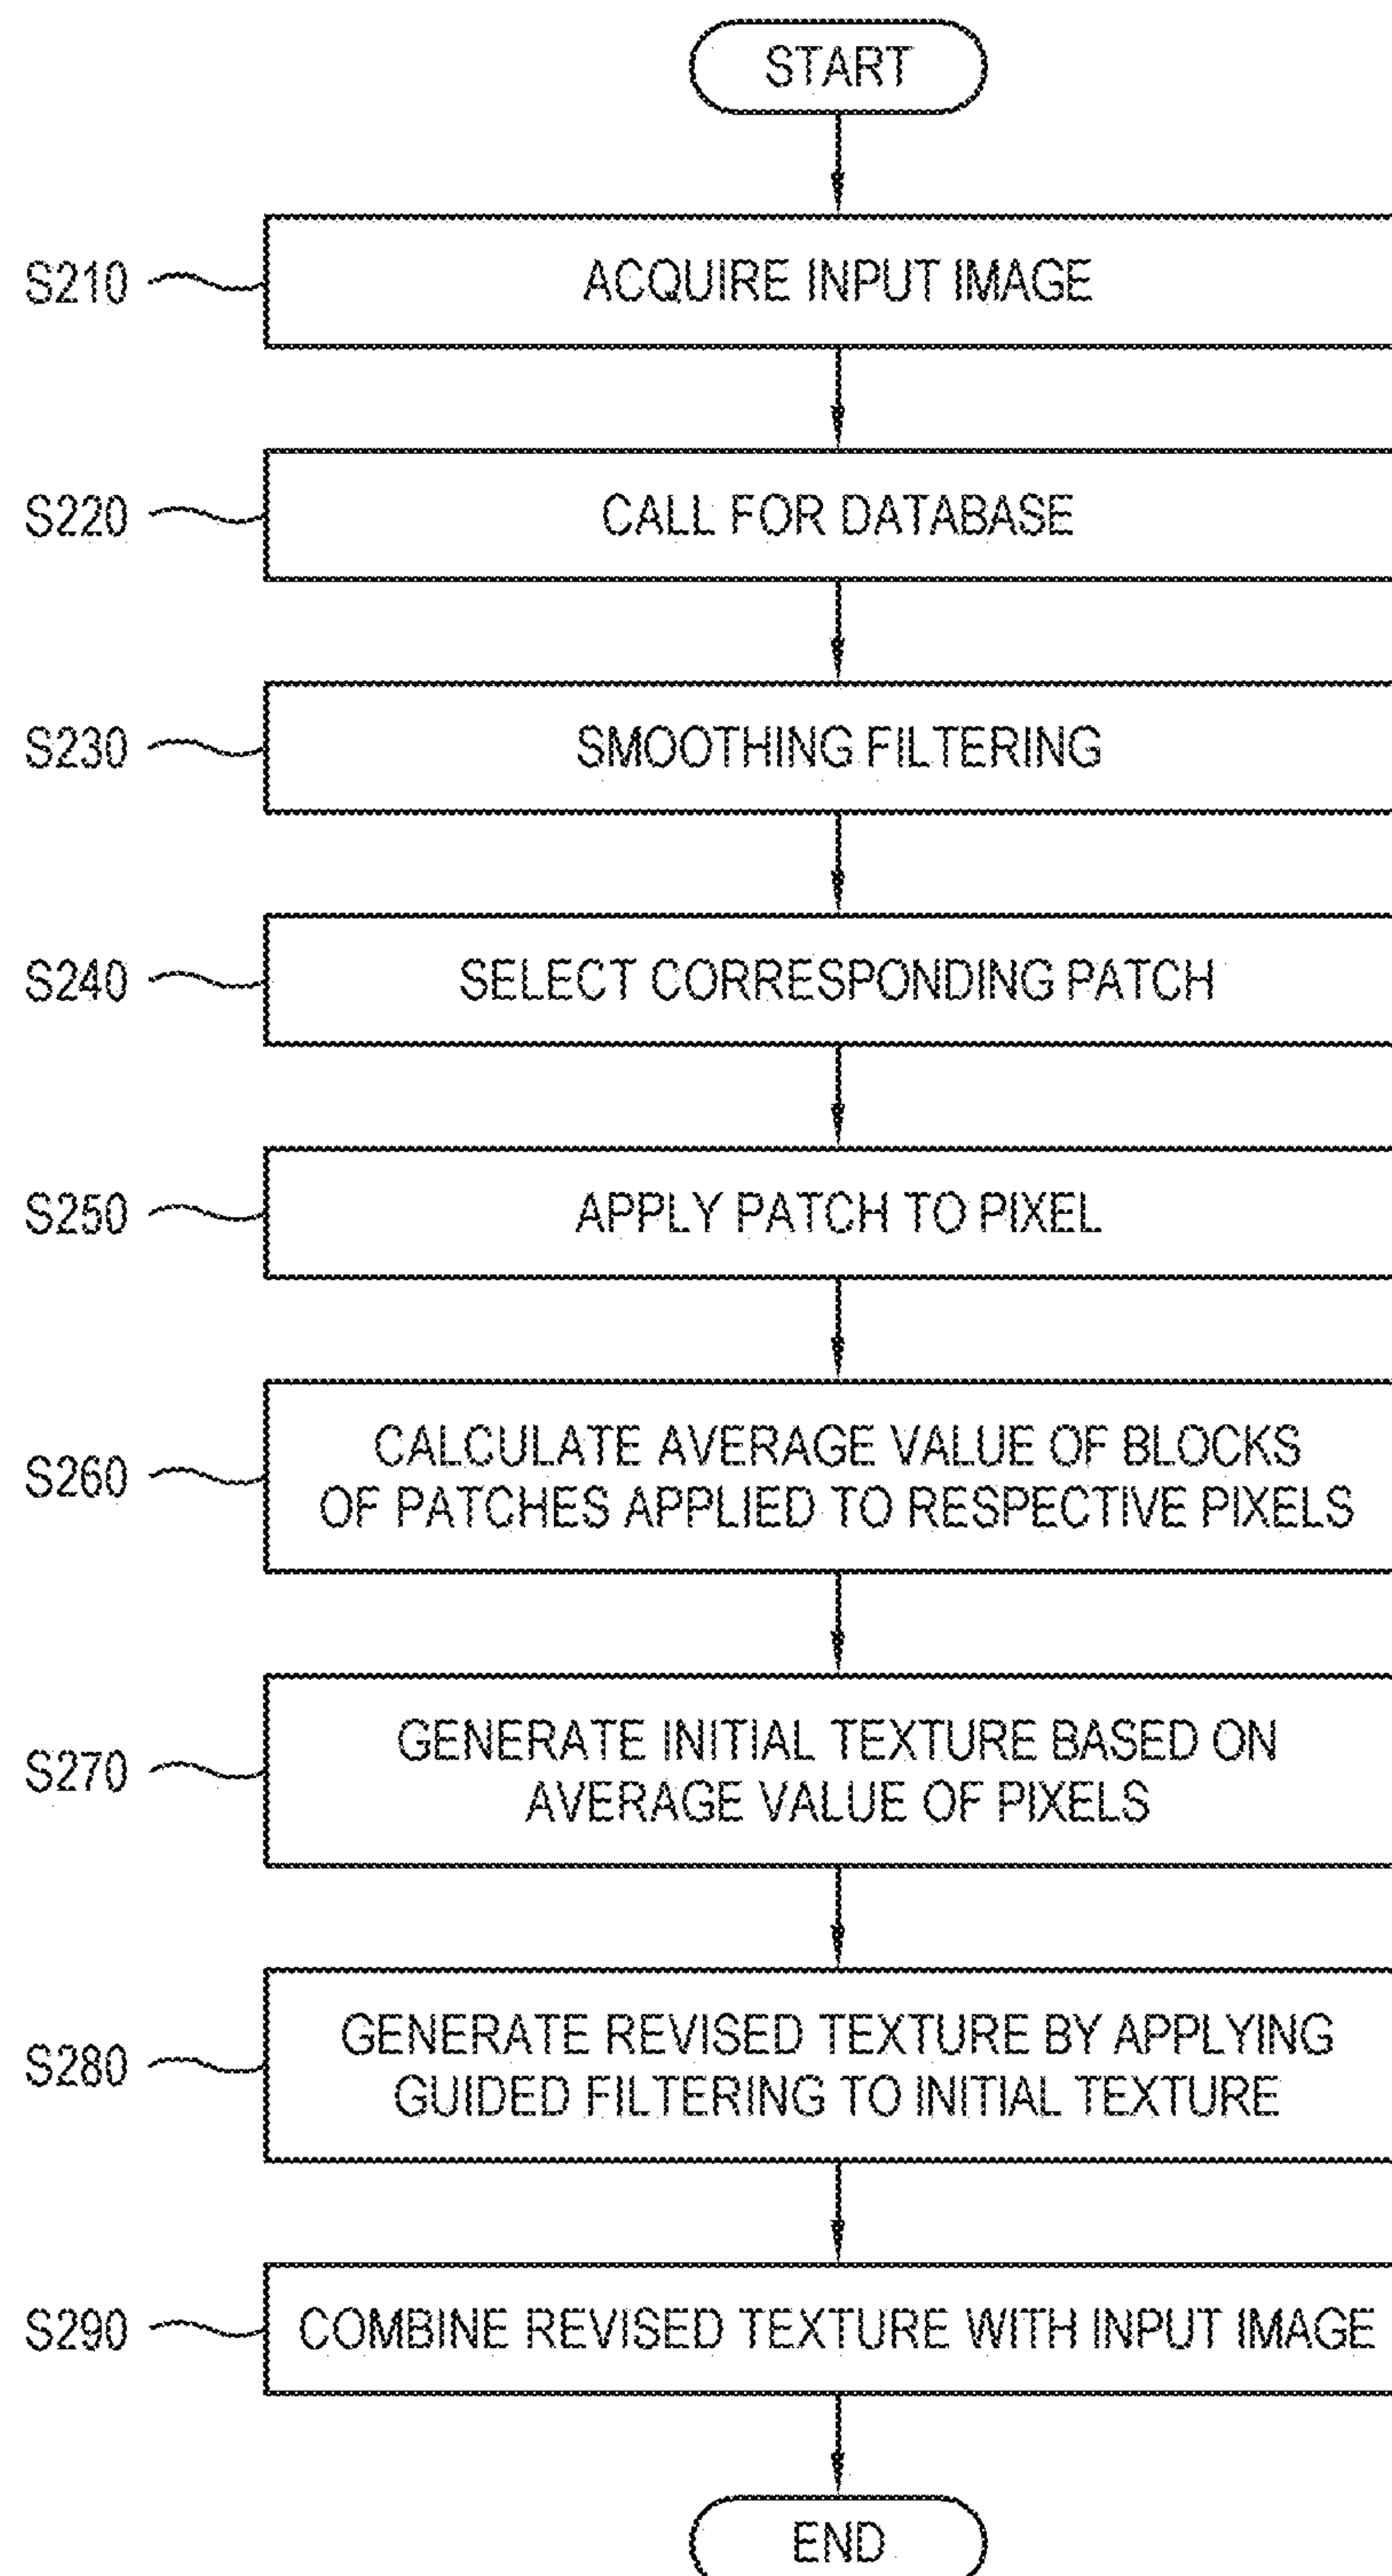 START
S210
ACQUIRE INPUT IMAGE
S220
CALL FOR DATABASE
S230
SMOOTHING FILTERING
S240
SELECT CORRESPONDING PATCH
S250
APPLY PATCH TO PIXEL
S260
CALCULATE AVERAGE VALUE OF BLOCKS
OF PATCHES APPLIED TO RESPECTIVE PIXELS
S270
GENERATE INITIAL TEXTURE BASED ON
AVERAGE VALUE OF PIXELS
S280
GENERATE REVISED TEXTURE BY APPLYING
GUIDED FILTERING TO INITIAL TEXTURE
S290
COMBINE REVISED TEXTURE WITH INPUT IMAGE
END